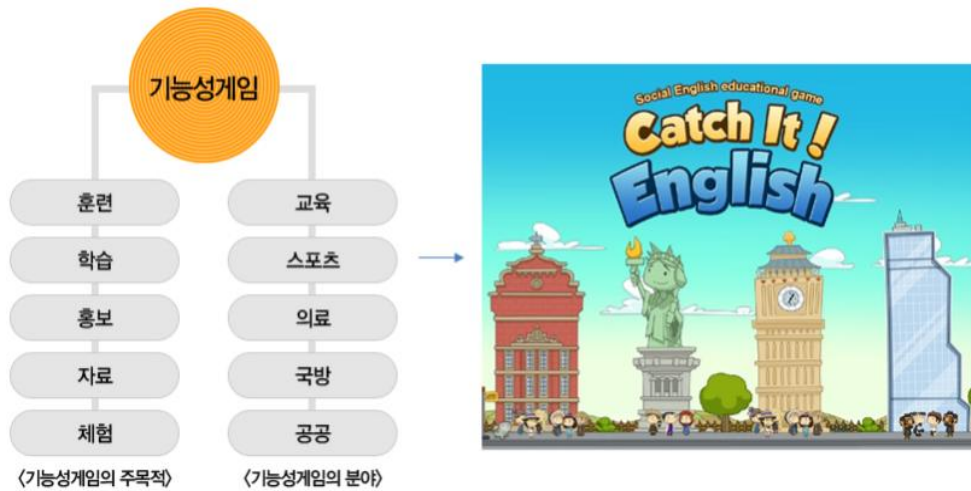 기능성게임
훈련
학습
홍보
자료
체험
<기능성게임의 주목적>
교육
스포츠
의료
국방
공공
<기능성게임의 분야>
Social English educational game
Catch It!
English